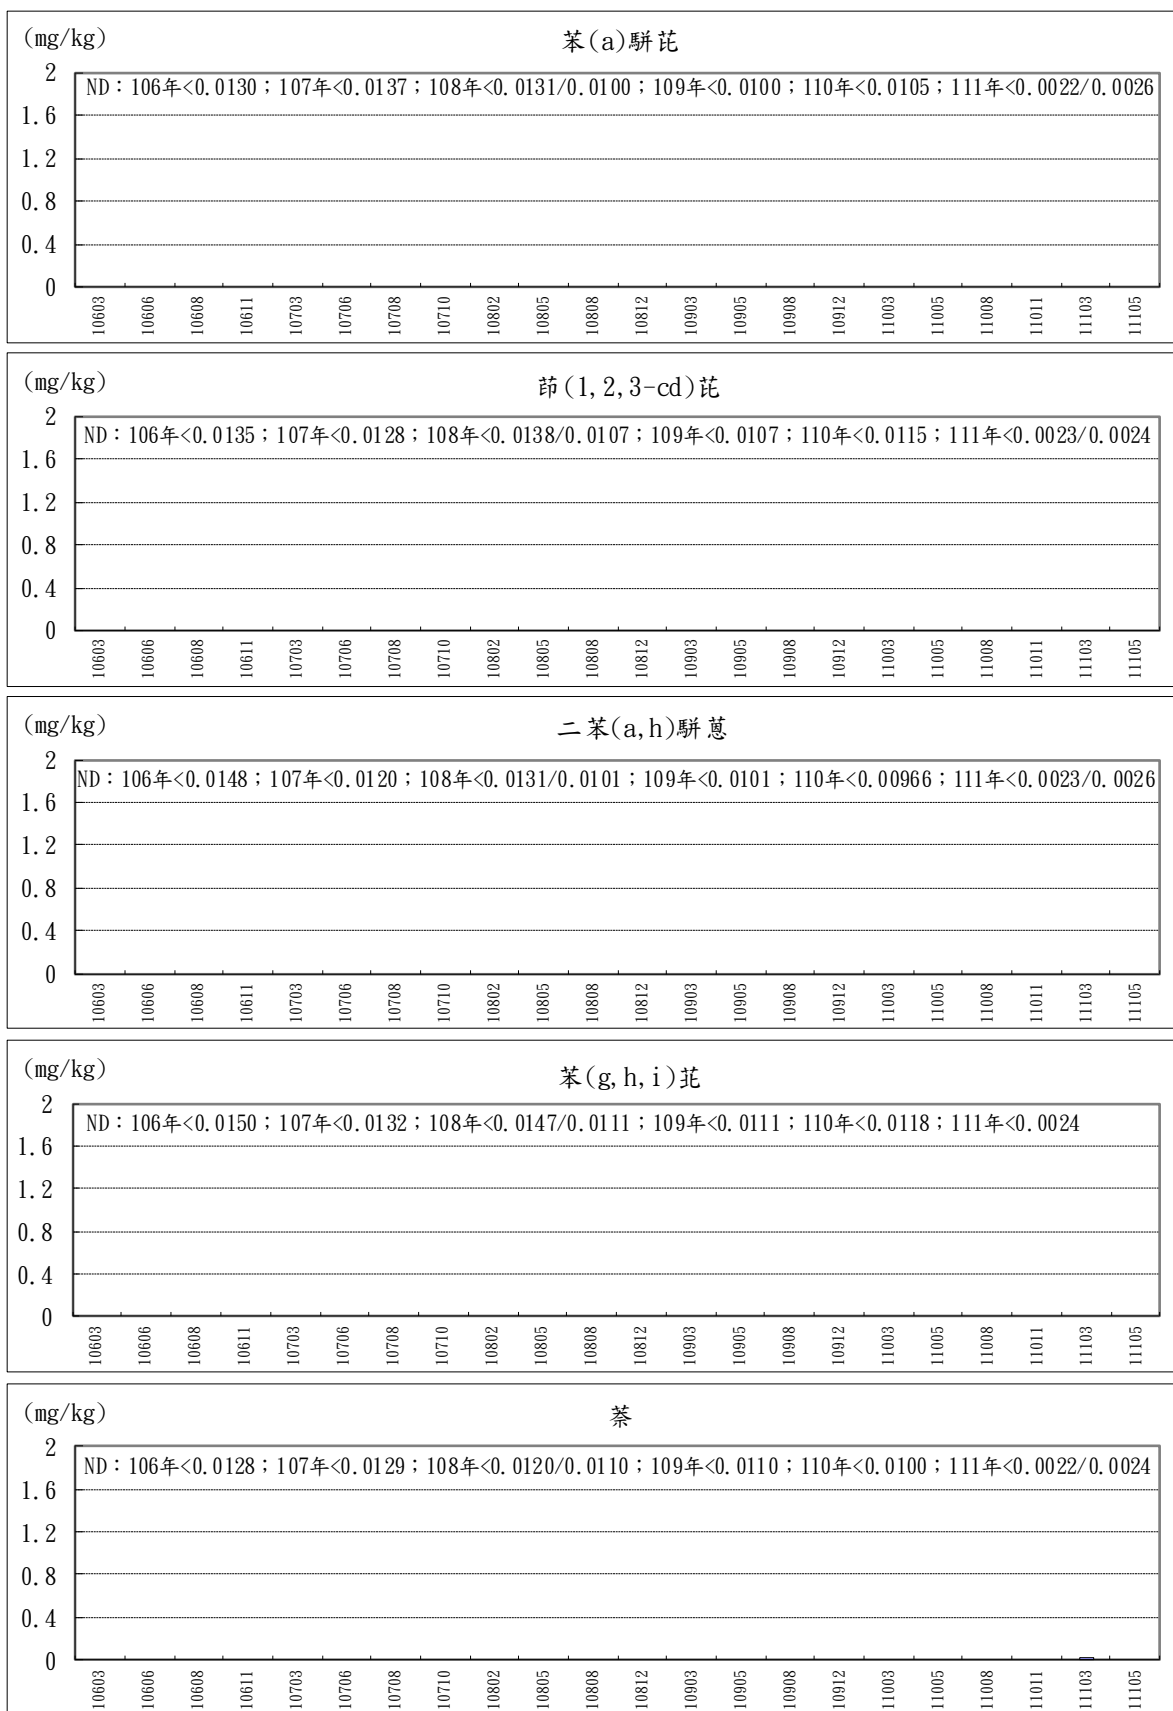 (mg/kg)
苯(a)駢芘
2
ND：106年<0.0130；107年<0.0137；108年<0.0131/0.0100；109年<0.0100；110年<0.0105；111年<0.0022/0.0026
1.6
1.2
0.8
0.4
0
10603 10606 10608 10611 10703 10706 10708 10710 10802 10805 10808 10812 10903 10905 10908 10912 11003 11005 11008 11011 11103 11105
(mg/kg)
茚(1,2,3-cd)芘
2
ND：106年<0.0135；107年<0.0128；108年<0.0138/0.0107；109年<0.0107；110年<0.0115；111年<0.0023/0.0024
1.6
1.2
0.8
0.4
0
10603 10606 10608 10611 10703 10706 10708 10710 10802 10805 10808 10812 10903 10905 10908 10912 11003 11005 11008 11011 11103 11105
(mg/kg)
二苯(a,h)駢蒽
2
ND：106年<0.0148；107年<0.0120；108年<0.0131/0.0101；109年<0.0101；110年<0.00966；111年<0.0023/0.0026
1.6
1.2
0.8
0.4
0
10603 10606 10608 10611 10703 10706 10708 10710 10802 10805 10808 10812 10903 10905 10908 10912 11003 11005 11008 11011 11103 11105
(mg/kg)
苯(g,h,i)苝
2
ND：106年<0.0150；107年<0.0132；108年<0.0147/0.0111；109年<0.0111；110年<0.0118；111年<0.0024
1.6
1.2
0.8
0.4
0
10603 10606 10608 10611 10703 10706 10708 10710 10802 10805 10808 10812 10903 10905 10908 10912 11003 11005 11008 11011 11103 11105
(mg/kg)
萘
2
ND：106年<0.0128；107年<0.0129；108年<0.0120/0.0110；109年<0.0110；110年<0.0100；111年<0.0022/0.0024
1.6
1.2
0.8
0.4
0
10603 10606 10608 10611 10703 10706 10708 10710 10802 10805 10808 10812 10903 10905 10908 10912 11003 11005 11008 11011 11103 11105